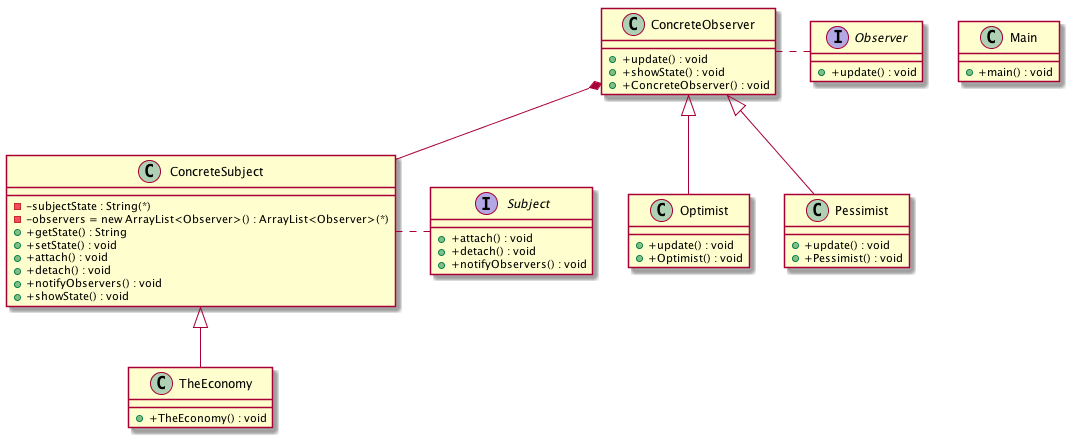 C ConcreteObserver
+update() : void
+showState() : void
+ConcreteObserver() : void
I Observer
+update() : void
C Main
+main() : void
C ConcreteSubject
-subjectState : String(*)
-observers = new ArrayList<Observer>() : ArrayList<Observer>(*)
+getState() : String
+setState() : void
+attach() : void
+detach() : void
+notifyObservers() : void
+showState() : void
I Subject
+attach() : void
+detach() : void
+notifyObservers() : void
C Optimist
+update() : void
+Optimist() : void
C Pessimist
+update() : void
+Pessimist() : void
C TheEconomy
+TheEconomy() : void